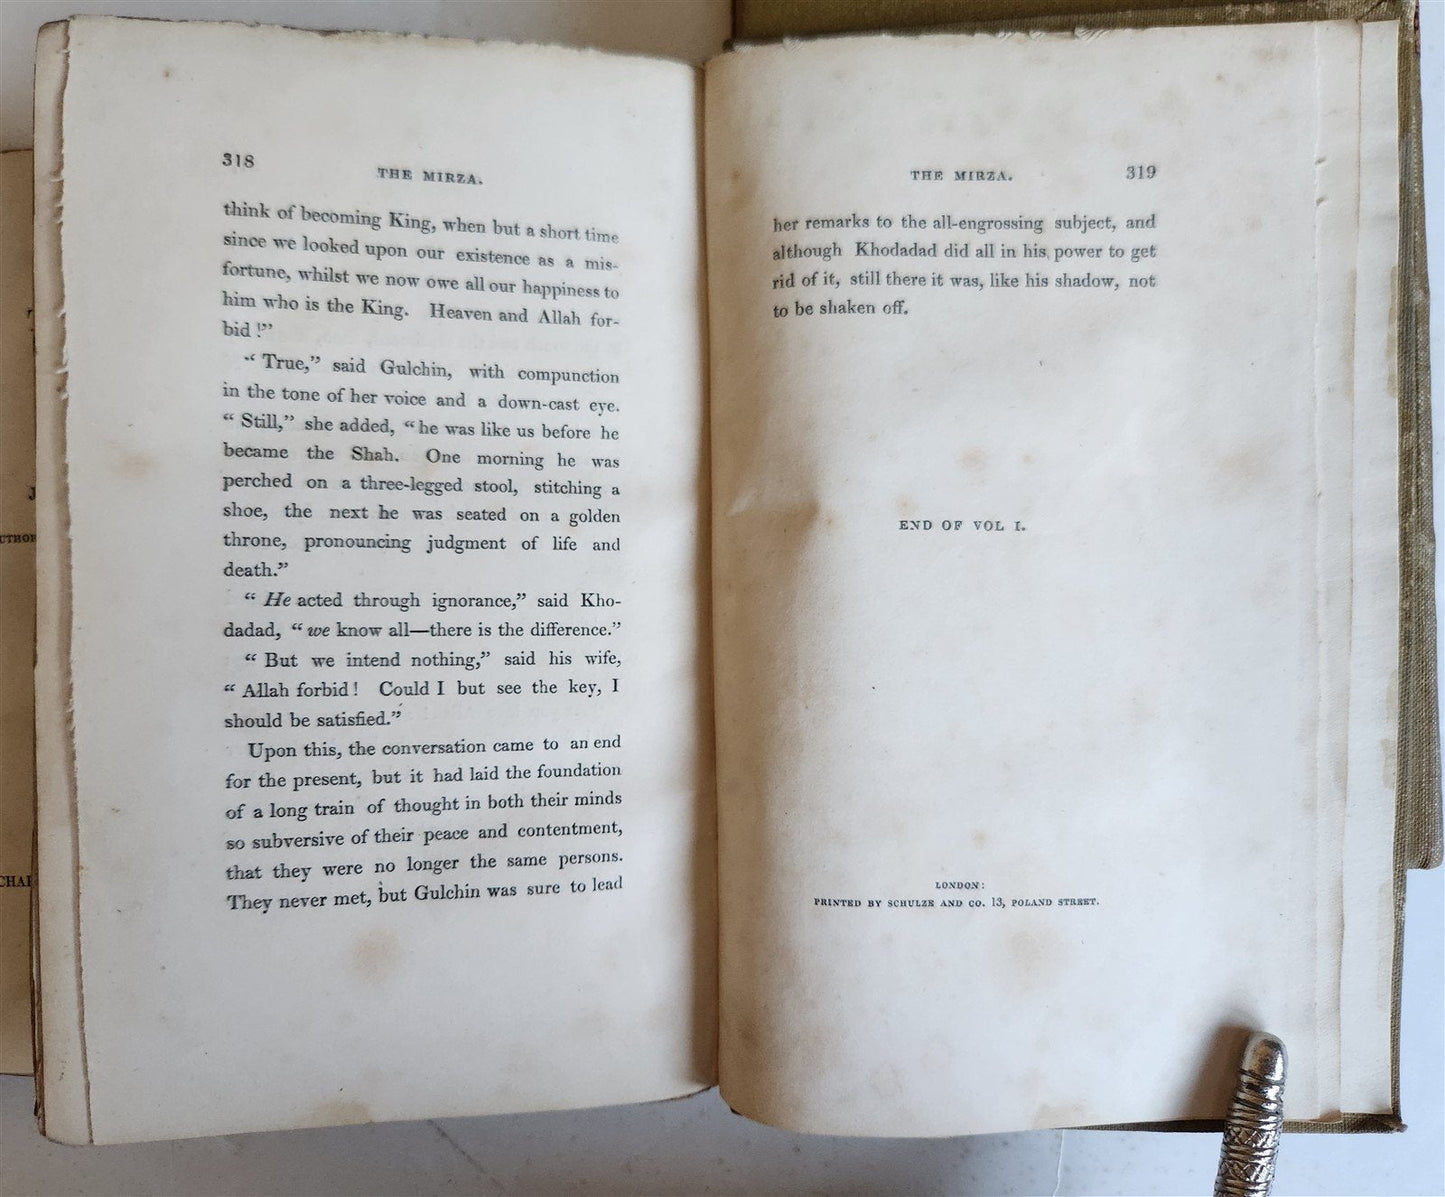 318
THE MIRZA.
think of becoming King, when but a short time
since we looked upon our existence as a mis-
fortune, whilst we now owe all our happiness to
him who is the King. Heaven and Allah for-
bid!”
“True,” said Gulchin, with compunction
in the tone of her voice and a down-cast eye.
“Still,” she added, “he was like us before he
became the Shah. One morning he was
perched on a three-legged stool, stitching a
shoe, the next he was seated on a golden
throne, pronouncing judgment of life and
death.”
“He acted through ignorance,” said Kho-
dadad, “we know all—there is the difference.”
“But we intend nothing,” said his wife,
“Allah forbid! Could I but see the key, I
should be satisfied.”
Upon this, the conversation came to an end
for the present, but it had laid the foundation
of a long train of thought in both their minds
so subversive of their peace and contentment,
that they were no longer the same persons.
They never met, but Gulchin was sure to lead
THE MIRZA.
319
her remarks to the all-engrossing subject, and
although Khodadad did all in his power to get
rid of it, still there it was, like his shadow, not
to be shaken off.
END OF VOL I.
LONDON:
PRINTED BY SCHULZE AND CO. 13, POLAND STREET.